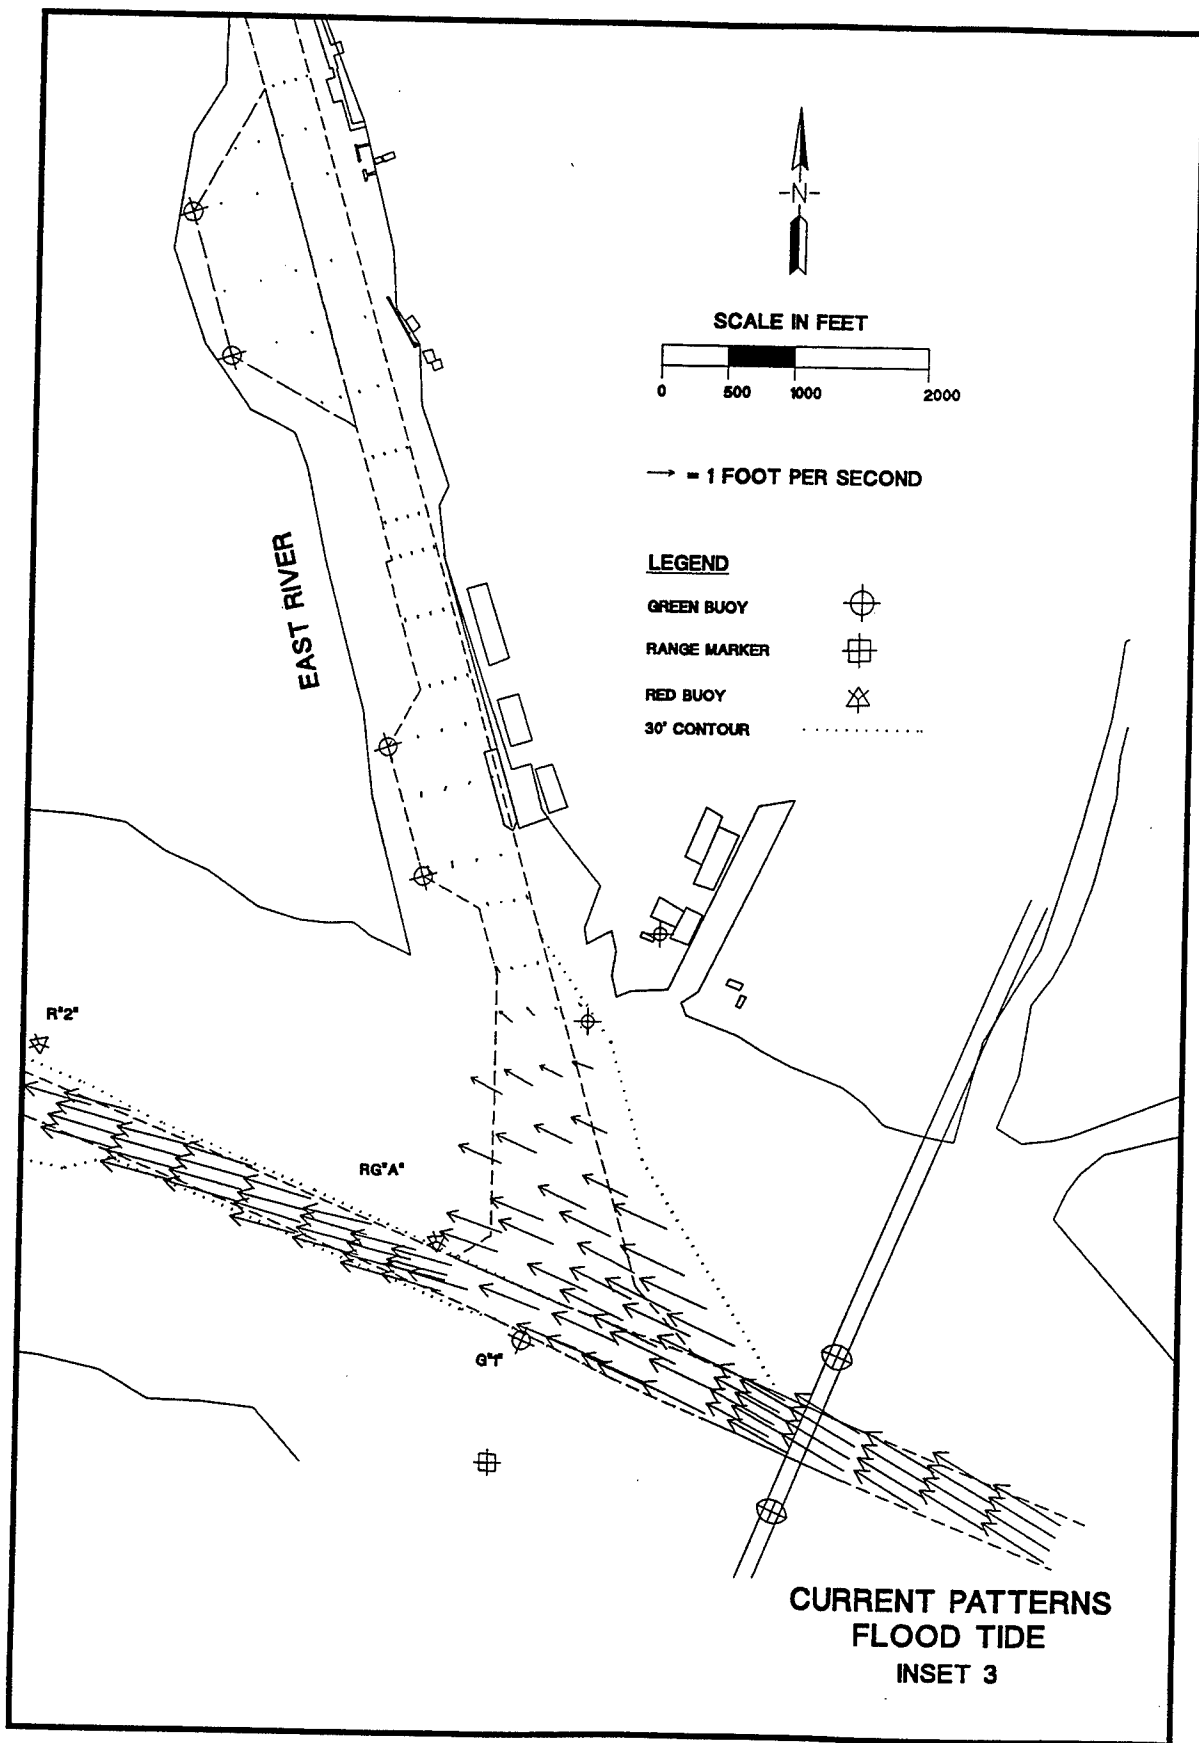 N
SCALE IN FEET
0 500 1000 2000
= 1 FOOT PER SECOND
EAST RIVER
LEGEND
GREEN BUOY
RANGE MARKER
RED BUOY
30' CONTOUR
R"2"
RG"A"
G"1"
CURRENT PATTERNS
FLOOD TIDE
INSET 3